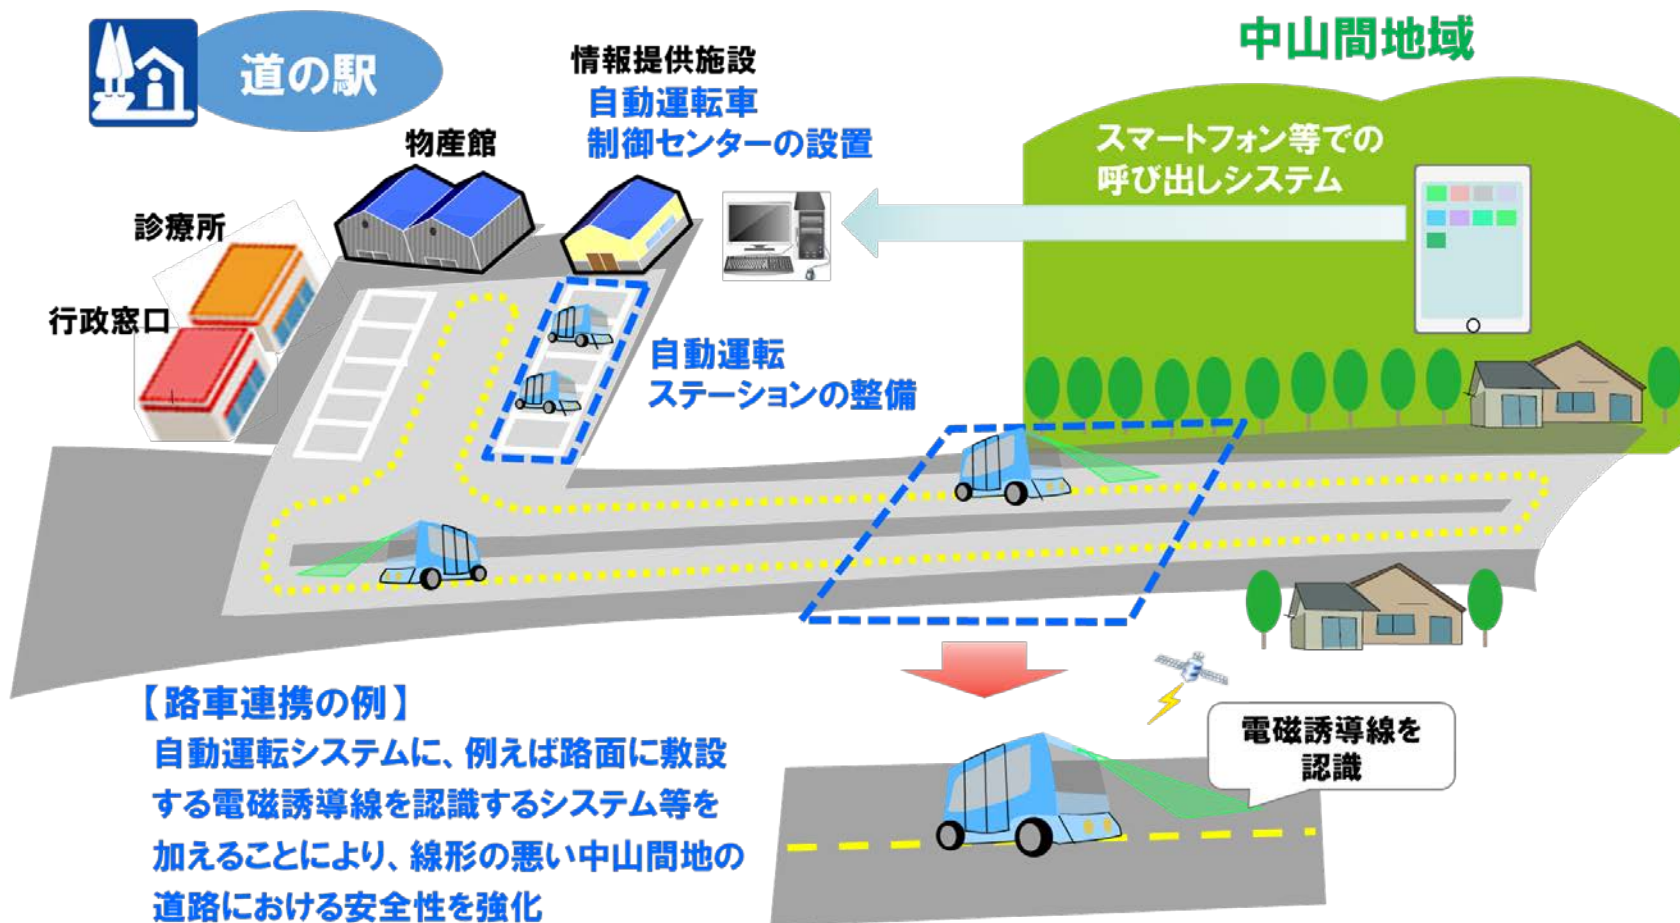 道の駅
情報提供施設
自動運転車
制御センターの設置
中山間地域
物産館
スマートフォン等での
呼び出しシステム
診療所
行政窓口
自動運転
ステーションの整備
【路車連携の例】
自動運転システムに、例えば路面に敷設
する電磁誘導線を認識するシステム等を
加えることにより、線形の悪い中山間地の
道路における安全性を強化
電磁誘導線を
認識